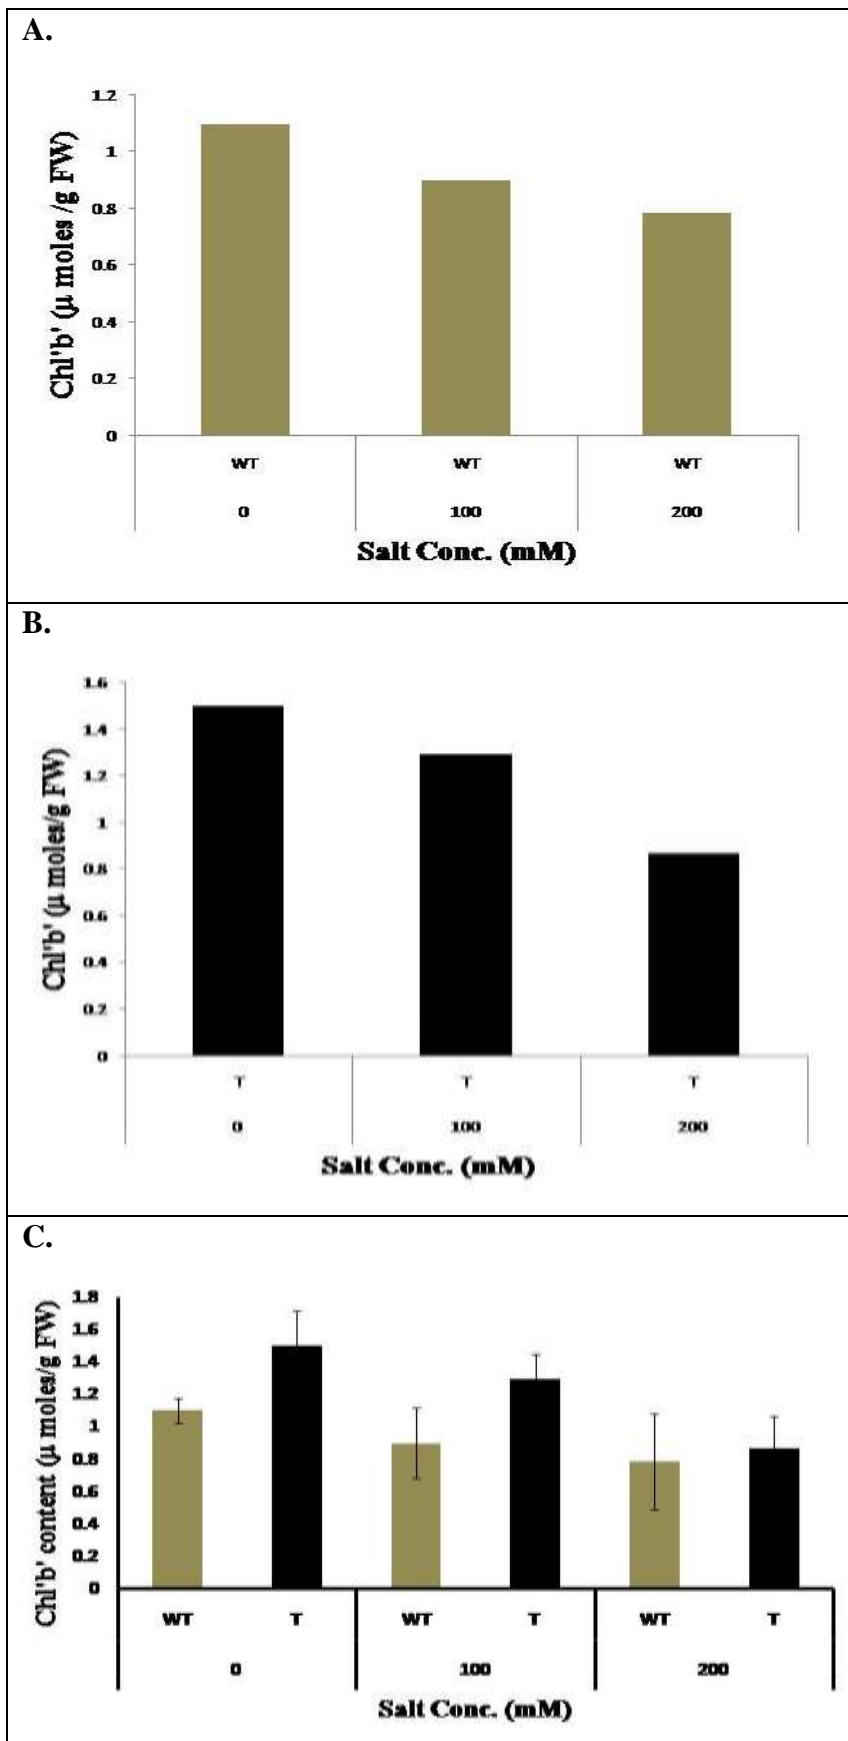 A.
Chl'b' (µ moles /g FW)
1.2
1
0.8
0.6
0.4
0.2
0
WT WT WT
0 100 200
Salt Conc. (mM)
B.
Chl'b' (µ moles/g FW)
1.6
1.4
1.2
1
0.8
0.6
0.4
0.2
0
T T T
0 100 200
Salt Conc. (mM)
C.
Chl'b' content (µ moles/g FW)
1.8
1.6
1.4
1.2
1
0.8
0.6
0.4
0.2
0
WT T WT T WT T
0 100 200
Salt Conc. (mM)